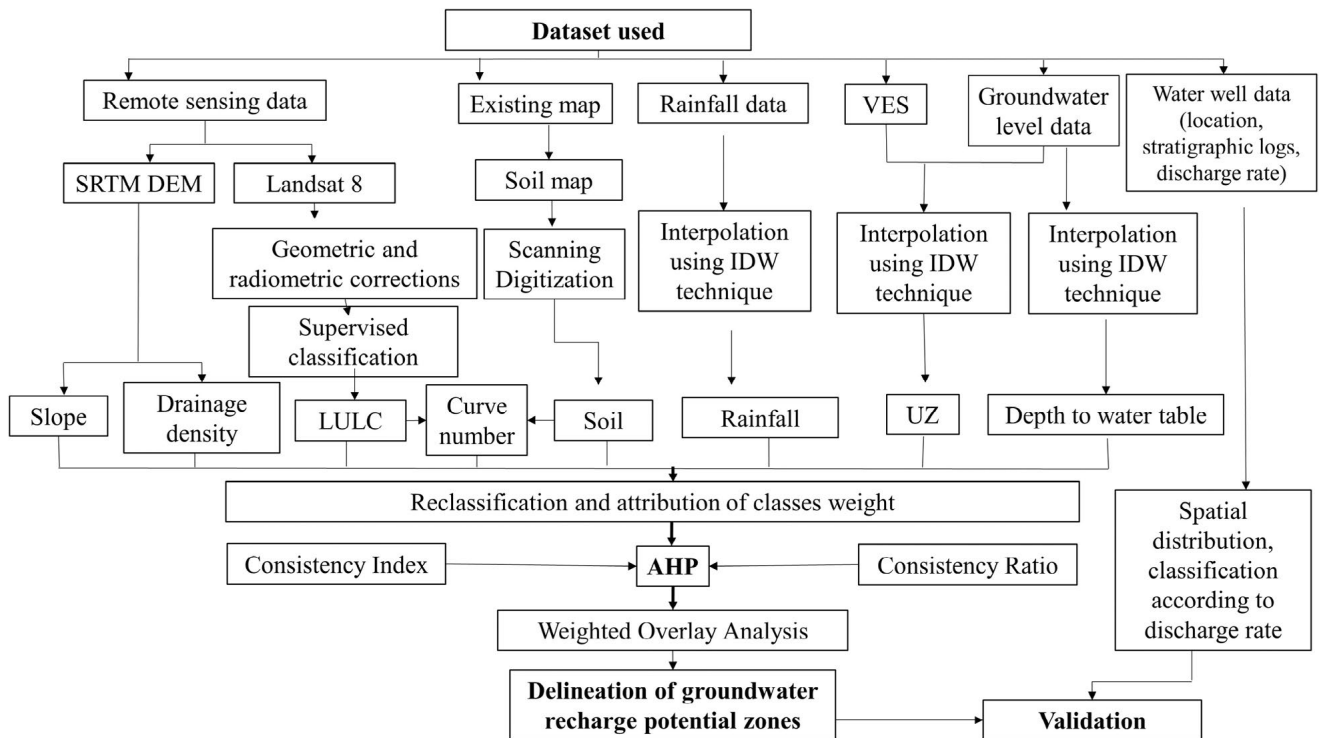 Dataset used
Remote sensing data
Existing map
Rainfall data
VES
Groundwater
level data
Water well data
(location,
stratigraphic logs,
discharge rate)
SRTM DEM
Landsat 8
Soil map
Geometric and
radiometric corrections
Scanning
Digitization
Interpolation
using IDW
technique
Interpolation
using IDW
technique
Interpolation
using IDW
technique
Supervised
classification
Slope
Drainage
density
LULC
Curve
number
Soil
Rainfall
UZ
Depth to water table
Reclassification and attribution of classes weight
Spatial
distribution,
classification
according to
discharge rate
Consistency Index
AHP
Consistency Ratio
Weighted Overlay Analysis
Delineation of groundwater
recharge potential zones
Validation